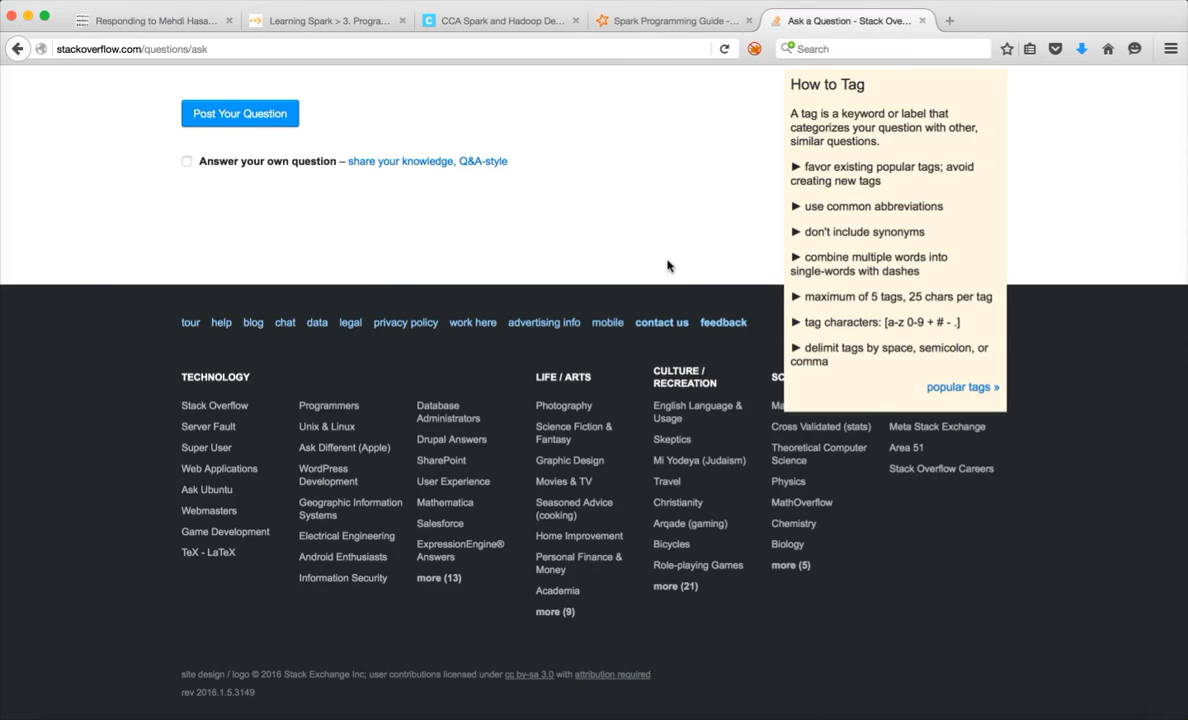 Responding to Mehdi Hasa...
Learning Spark > 3. Progra...
CCA Spark and Hadoop De...
Spark Programming Guide -...
Ask a Question - Stack Ove...
stackoverflow.com/questions/ask
Search
Post Your Question
Answer your own question – share your knowledge, Q&A-style
How to Tag
A tag is a keyword or label that
categorizes your question with other,
similar questions.
► favor existing popular tags; avoid
creating new tags
► use common abbreviations
► don't include synonyms
► combine multiple words into
single-words with dashes
► maximum of 5 tags, 25 chars per tag
► tag characters: [a-z 0-9 + # - .]
► delimit tags by space, semicolon, or
comma
popular tags »
tour help blog chat data legal privacy policy work here advertising info mobile contact us feedback
TECHNOLOGY
Stack Overflow
Server Fault
Super User
Web Applications
Ask Ubuntu
Webmasters
Game Development
TeX - LaTeX
Programmers
Unix & Linux
Ask Different (Apple)
WordPress
Development
Geographic Information
Systems
Electrical Engineering
Android Enthusiasts
Information Security
Database
Administrators
Drupal Answers
SharePoint
User Experience
Mathematica
Salesforce
ExpressionEngine®
Answers
more (13)
LIFE / ARTS
Photography
Science Fiction &
Fantasy
Graphic Design
Movies & TV
Seasoned Advice
(cooking)
Home Improvement
Personal Finance &
Money
Academia
more (9)
CULTURE /
RECREATION
English Language &
Usage
Skeptics
Mi Yodeya (Judaism)
Travel
Christianity
Arqade (gaming)
Bicycles
Role-playing Games
more (21)
Cross Validated (stats)
Theoretical Computer
Science
Physics
MathOverflow
Chemistry
Biology
more (5)
Meta Stack Exchange
Area 51
Stack Overflow Careers
site design / logo © 2016 Stack Exchange Inc; user contributions licensed under cc by-sa 3.0 with attribution required
rev 2016.1.5.3149